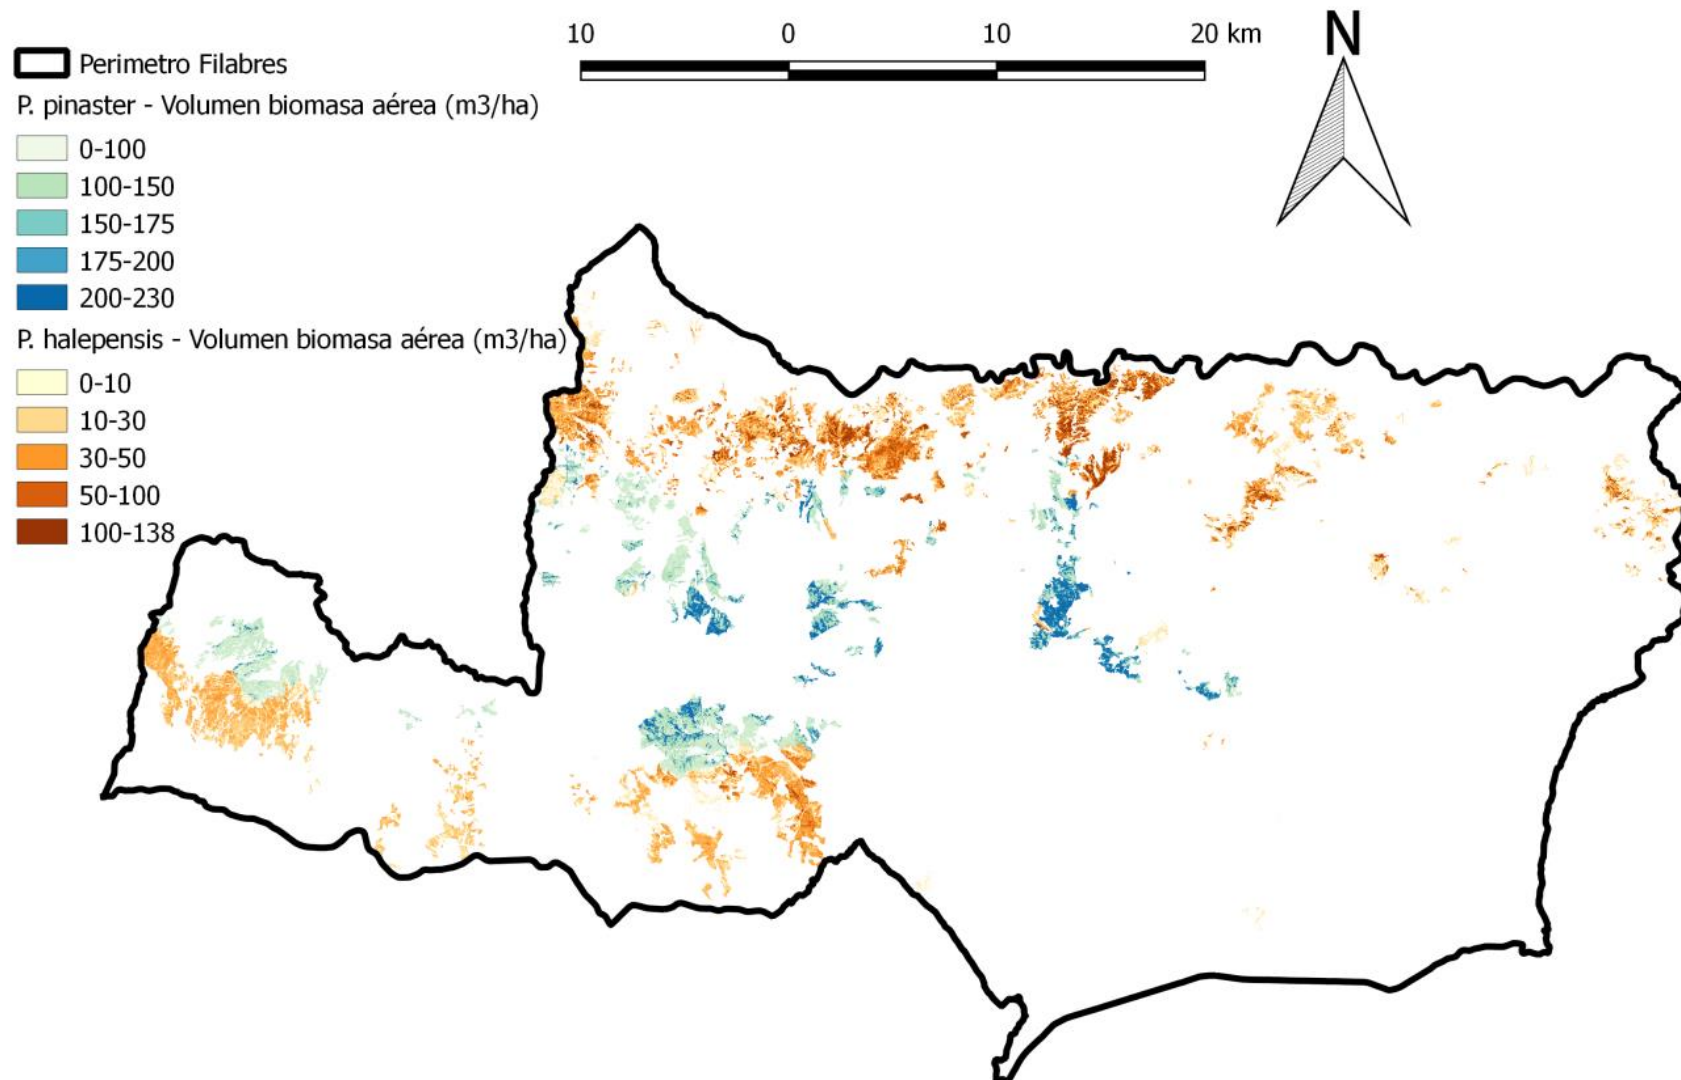 10 0 10 20 km
N
Perimetro Filabres
P. pinaster - Volumen biomasa aérea (m3/ha)
0-100
100-150
150-175
175-200
200-230
P. halepensis - Volumen biomasa aérea (m3/ha)
0-10
10-30
30-50
50-100
100-138